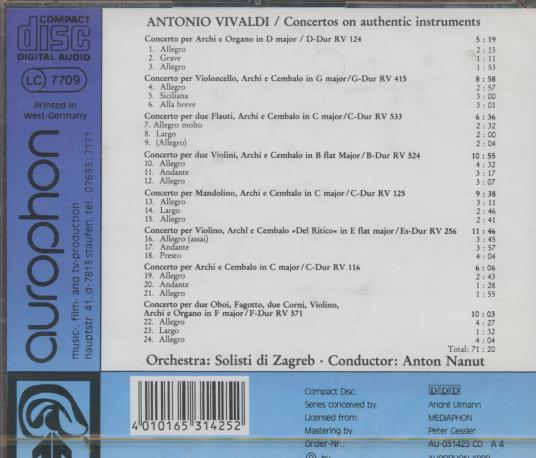 COMPACT
disc
DIGITAL AUDIO
LC 7709
Printed in
West-Germany
aurophon
music-, film- and tv-production
hauptstr. 41, d-7813 staufen, tel. 07633/7171
ANTONIO VIVALDI / Concertos on authentic instruments
Concerto per Archi e Organo in D major / D-Dur RV 124 5 : 19
1. Allegro 2 : 15
2. Grave 1 : 11
3. Allegro 1 : 53
Concerto per Violoncello, Archi e Cembalo in G major/G-Dur RV 415 8 : 58
4. Allegro 2 : 57
5. Siciliana 3 : 00
6. Alla breve 3 : 01
Concerto per due Flauti, Archi e Cembalo in C major/C-Dur RV 533 6 : 36
7. Allegro molto 2 : 32
8. Largo 2 : 00
9. (Allegro) 2 : 04
Concerto per due Violini, Archi e Cembalo in B flat Major/B-Dur RV 524 10 : 55
10. Allegro 4 : 32
11. Andante 3 : 17
12. Allegro 3 : 07
Concerto per Mandolino, Archi e Cembalo in C major/C-Dur RV 125 9 : 38
13. Allegro 3 : 11
14. Largo 2 : 46
15. Allegro 2 : 41
Concerto per Violino, Archi e Cembalo »Del Ritico« in E flat major/Es-Dur RV 256 11 : 46
16. Allegro (assai) 3 : 45
17. Andante 3 : 57
18. Presto 4 : 04
Concerto per Archi e Cembalo in C major/C-Dur RV 116 6 : 06
19. Allegro 2 : 43
20. Andante 1 : 28
21. Allegro 1 : 55
Concerto per due Oboi, Fagotto, due Corni, Violino,
Archi e Organo in F major/F-Dur RV 571 10 : 03
22. Allegro 4 : 27
23. Largo 1 : 32
24. Allegro 4 : 04
Total: 71 : 20
Orchestra: Solisti di Zagreb · Conductor: Anton Nanut
4 010165 314252
Compact Disc: DDD
Series conceived by: André Ulmann
Licensed from: MEDIAPHON
Mastering by: Peter Gessler
Order-Nr.: AU-031425 CD A 4
℗ by AUROPHON 1989